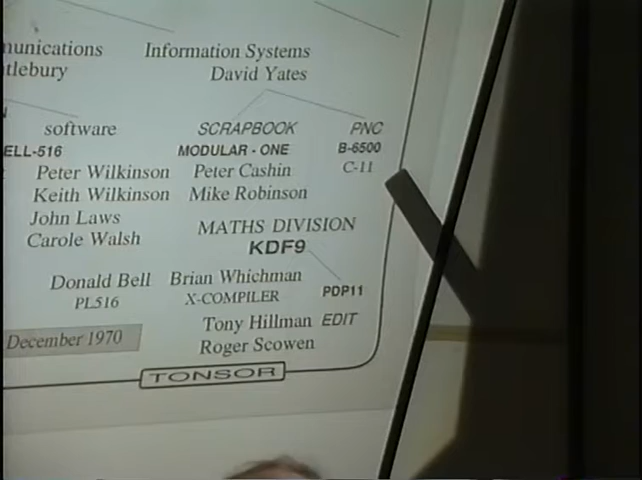 nunications
Information Systems
tlebury
David Yates
software
SCRAPBOOK
PNC
ELL-516
MODULAR - ONE
B-6500
Peter Wilkinson
Peter Cashin
C-11
Keith Wilkinson
Mike Robinson
John Laws
MATHS DIVISION
Carole Walsh
KDF9
Donald Bell
Brian Whichman
PL516
X-COMPILER
PDP11
December 1970
Tony Hillman
EDIT
Roger Scowen
TONSOR